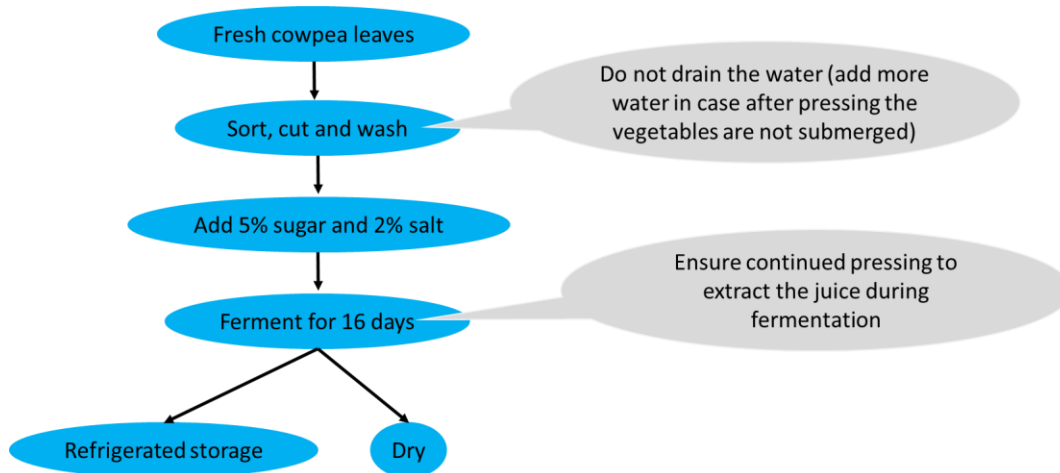 Fresh cowpea leaves
Do not drain the water (add more
water in case after pressing the
vegetables are not submerged)
Sort, cut and wash
Add 5% sugar and 2% salt
Ensure continued pressing to
extract the juice during
fermentation
Ferment for 16 days
Refrigerated storage
Dry